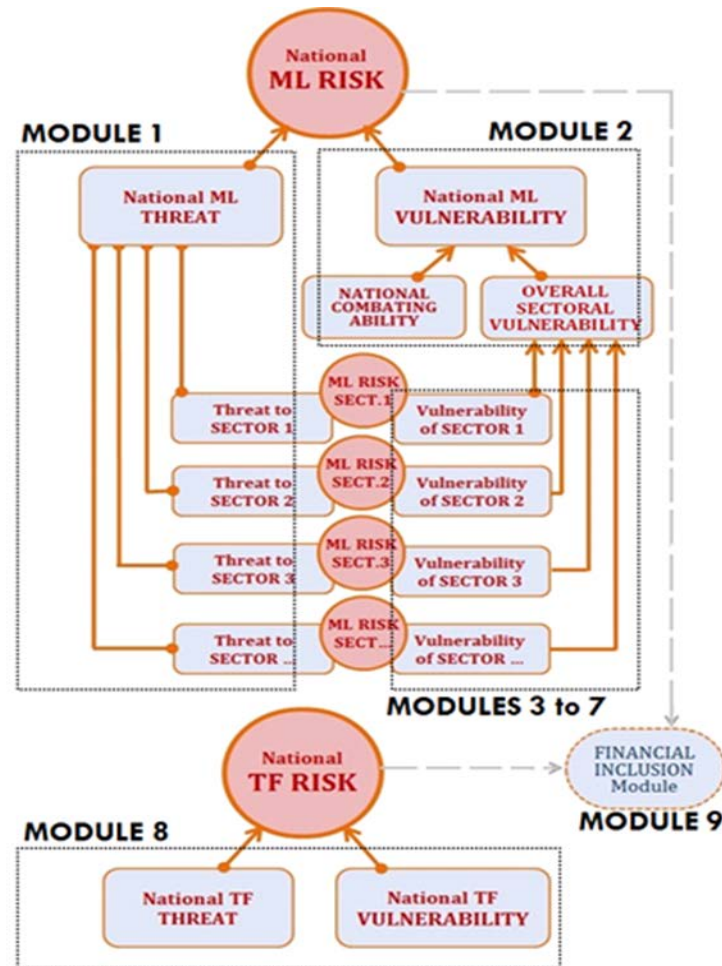 National
ML RISK
MODULE 1
MODULE 2
National ML
THREAT
National ML
VULNERABILITY
NATIONAL
COMBATING
ABILITY
OVERALL
SECTORAL
VULNERABILITY
ML RISK
SECT.1
Threat to
SECTOR 1
Vulnerability
of SECTOR 1
ML RISK
SECT.2
Threat to
SECTOR 2
Vulnerability
of SECTOR 2
ML RISK
SECT.3
Threat to
SECTOR 3
Vulnerability
of SECTOR 3
ML RISK
SECT...
Threat to
SECTOR ...
Vulnerability
of SECTOR ...
MODULES 3 to 7
National
TF RISK
FINANCIAL
INCLUSION
Module
MODULE 9
MODULE 8
National TF
THREAT
National TF
VULNERABILITY